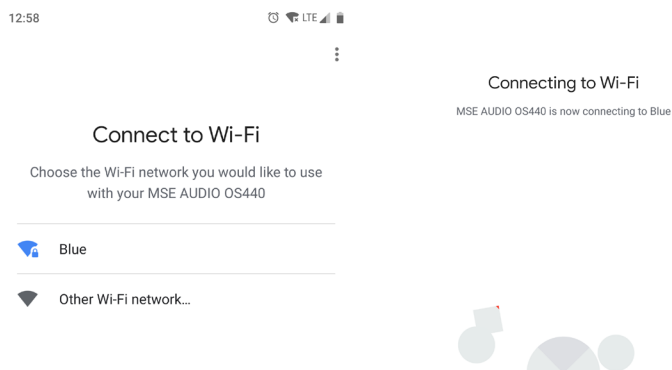 12:58
LTE
Connect to Wi-Fi
Choose the Wi-Fi network you would like to use
with your MSE AUDIO OS440
Blue
Other Wi-Fi network...
Connecting to Wi-Fi
MSE AUDIO OS440 is now connecting to Blue